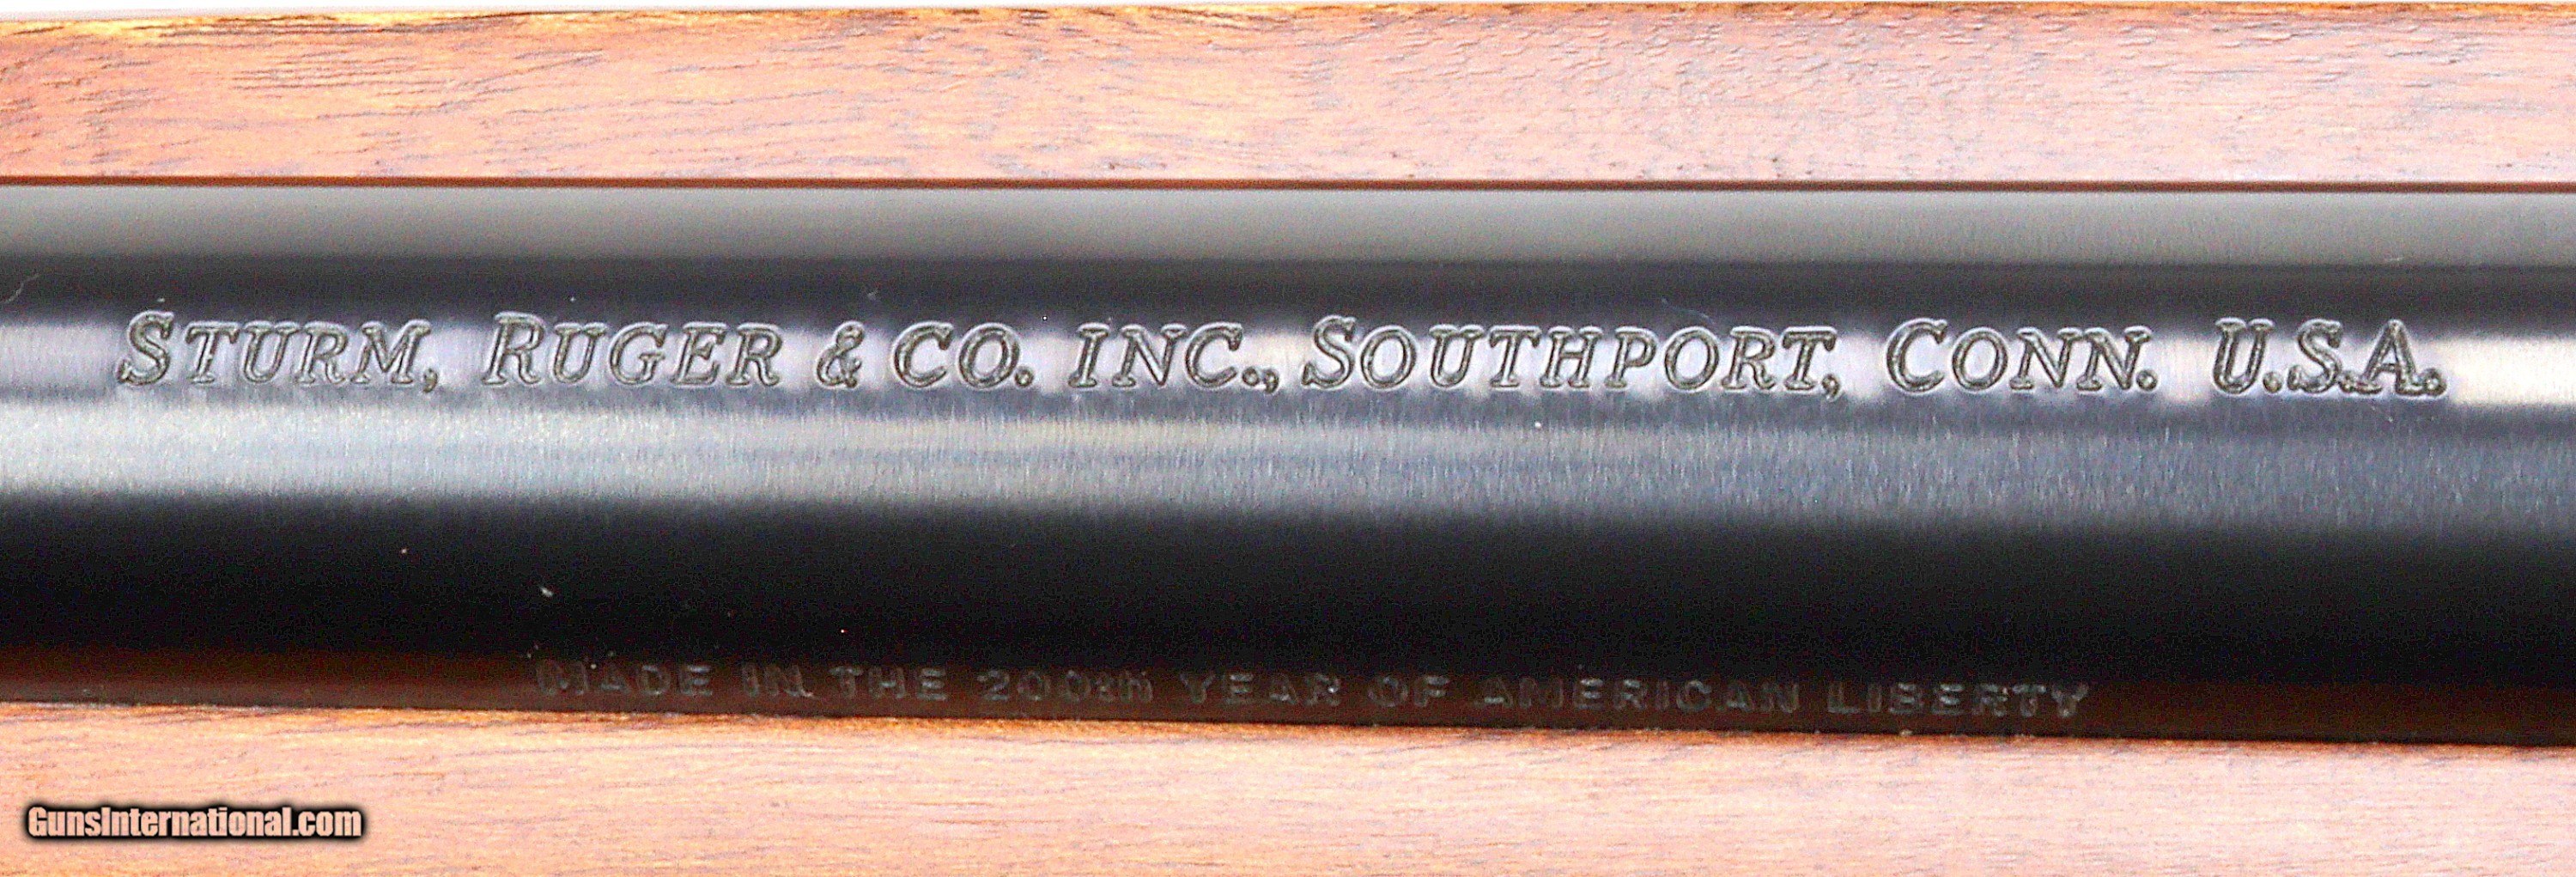 STURM, RUGER & CO. INC., SOUTHPORT, CONN. U.S.A.
MADE IN THE 200th YEAR OF AMERICAN LIBERTY
GunsInternational.com